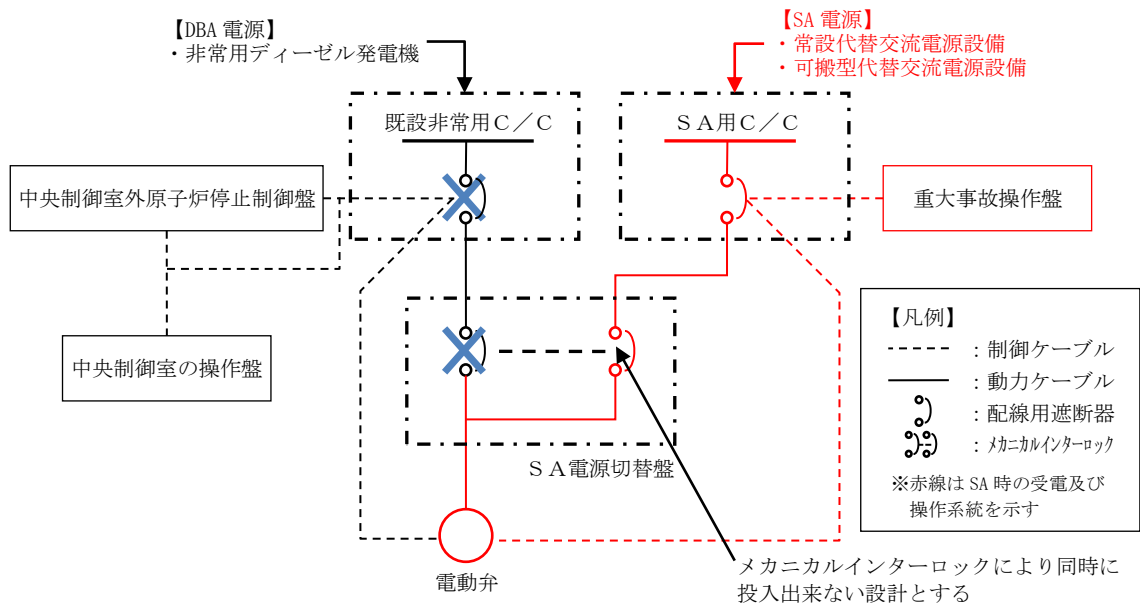 【DBA 電源】
・非常用ディーゼル発電機
【SA 電源】
・常設代替交流電源設備
・可搬型代替交流電源設備
既設非常用C／C
SA用C／C
中央制御室外原子炉停止制御盤
重大事故操作盤
中央制御室の操作盤
SA電源切替盤
電動弁
メカニカルインターロックにより同時に
投入出来ない設計とする
【凡例】
：制御ケーブル
：動力ケーブル
：配線用遮断器
：ﾒｶﾆｶﾙｲﾝﾀｰﾛｯｸ
※赤線は SA 時の受電及び
操作系統を示す